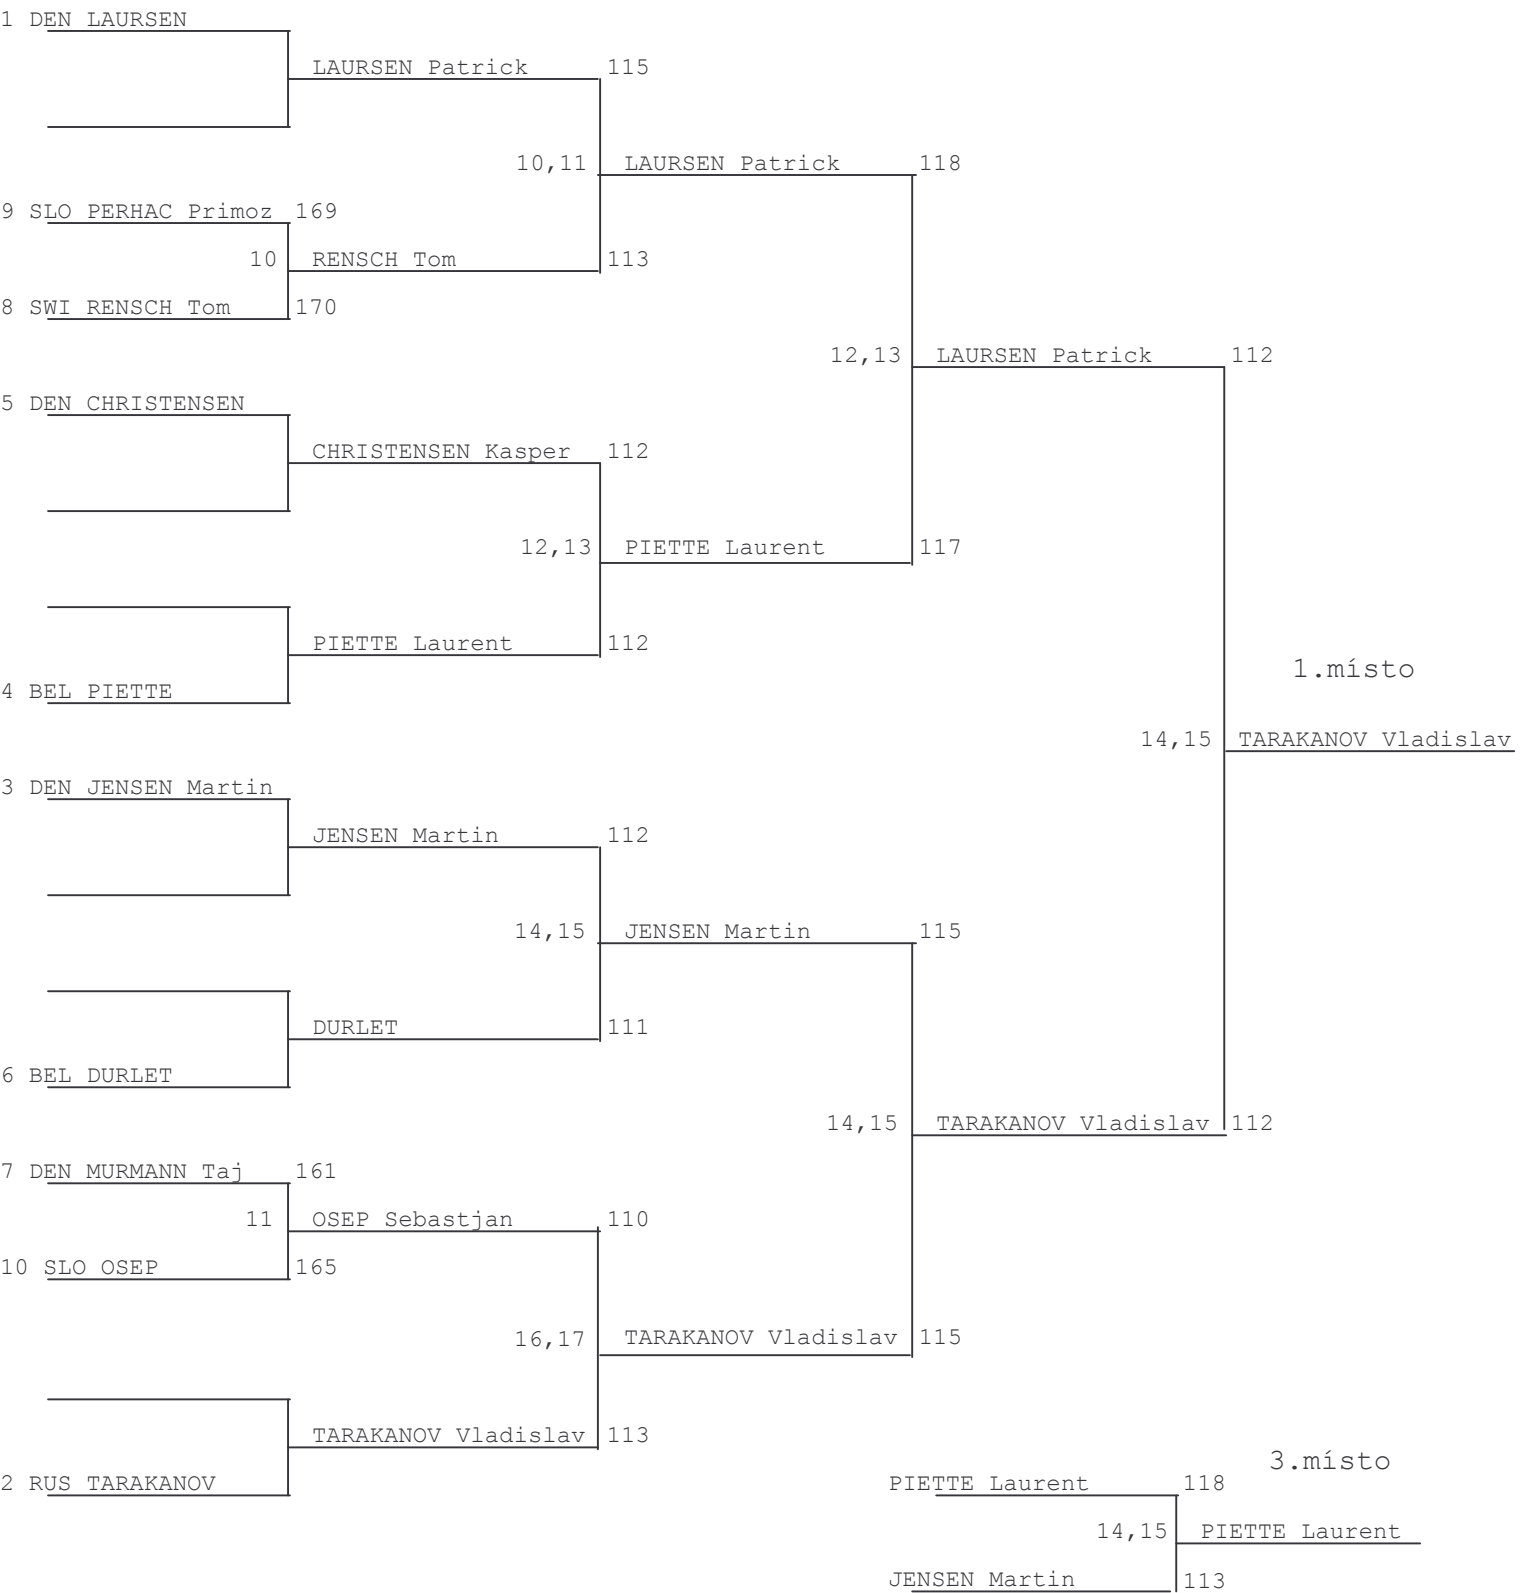 1 DEN LAURSEN
LAURSEN Patrick 115
10,11 LAURSEN Patrick 118
9 SLO PERHAC Primoz 169
10 RENSCH Tom 113
8 SWI RENSCH Tom 170
12,13 LAURSEN Patrick 112
5 DEN CHRISTENSEN
CHRISTENSEN Kasper 112
12,13 PIETTE Laurent 117
PIETTE Laurent 112
1.místo
4 BEL PIETTE
14,15 TARAKANOV Vladislav
3 DEN JENSEN Martin
JENSEN Martin 112
14,15 JENSEN Martin 115
DURLET 111
6 BEL DURLET
14,15 TARAKANOV Vladislav 112
7 DEN MURMANN Taj 161
11 OSEP Sebastjan 110
10 SLO OSEP 165
16,17 TARAKANOV Vladislav 115
TARAKANOV Vladislav 113
3.místo
2 RUS TARAKANOV
PIETTE Laurent 118
14,15 PIETTE Laurent
JENSEN Martin 113